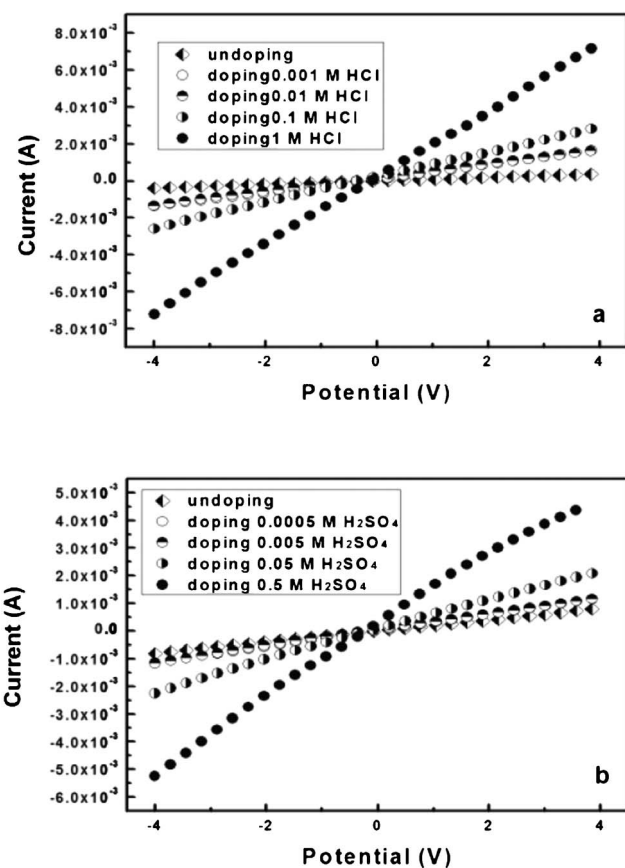 8.0x10⁻³
6.0x10⁻³
4.0x10⁻³
2.0x10⁻³
0.0
-2.0x10⁻³
-4.0x10⁻³
-6.0x10⁻³
-8.0x10⁻³
Current (A)
undoping
doping0.001 M HCl
doping0.01 M HCl
doping0.1 M HCl
doping1 M HCl
a
-4 -2 0 2 4
Potential (V)
5.0x10⁻³
4.0x10⁻³
3.0x10⁻³
2.0x10⁻³
1.0x10⁻³
0.0
-1.0x10⁻³
-2.0x10⁻³
-3.0x10⁻³
-4.0x10⁻³
-5.0x10⁻³
-6.0x10⁻³
Current (A)
undoping
doping 0.0005 M H₂SO₄
doping 0.005 M H₂SO₄
doping 0.05 M H₂SO₄
doping 0.5 M H₂SO₄
b
-4 -2 0 2 4
Potential (V)